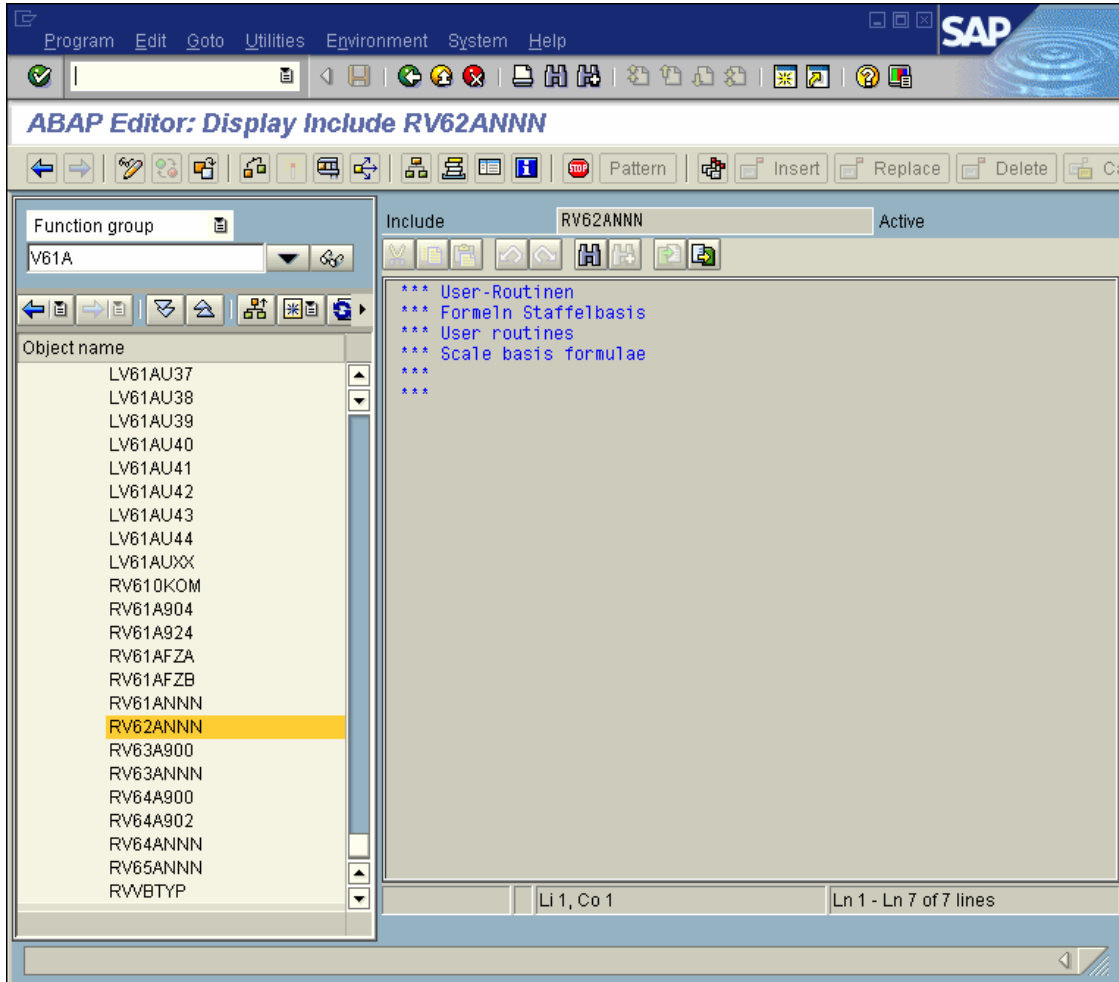 Program Edit Goto Utilities Environment System Help
SAP
ABAP Editor: Display Include RV62ANNN
Pattern Insert Replace Delete Ca
Function group
V61A
Object name
LV61AU37
LV61AU38
LV61AU39
LV61AU40
LV61AU41
LV61AU42
LV61AU43
LV61AU44
LV61AUXX
RV610KOM
RV61A904
RV61A924
RV61AFZA
RV61AFZB
RV61ANNN
RV62ANNN
RV63A900
RV63ANNN
RV64A900
RV64A902
RV64ANNN
RV65ANNN
RVVBTYP
Include RV62ANNN Active
*** User-Routinen
*** Formeln Staffelbasis
*** User routines
*** Scale basis formulae
***
***
Li 1, Co 1 Ln 1 - Ln 7 of 7 lines